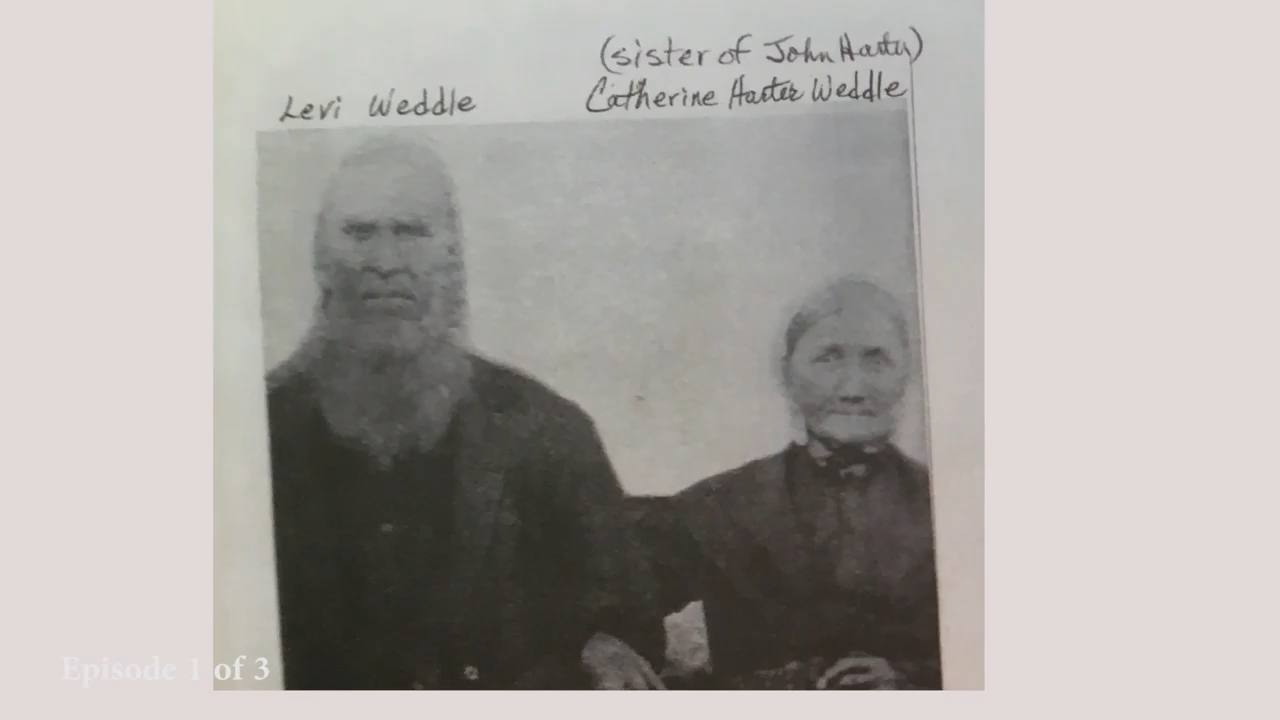 (sister of John Harter)
Levi Weddle
Catherine Harter Weddle
Episode 1 of 3